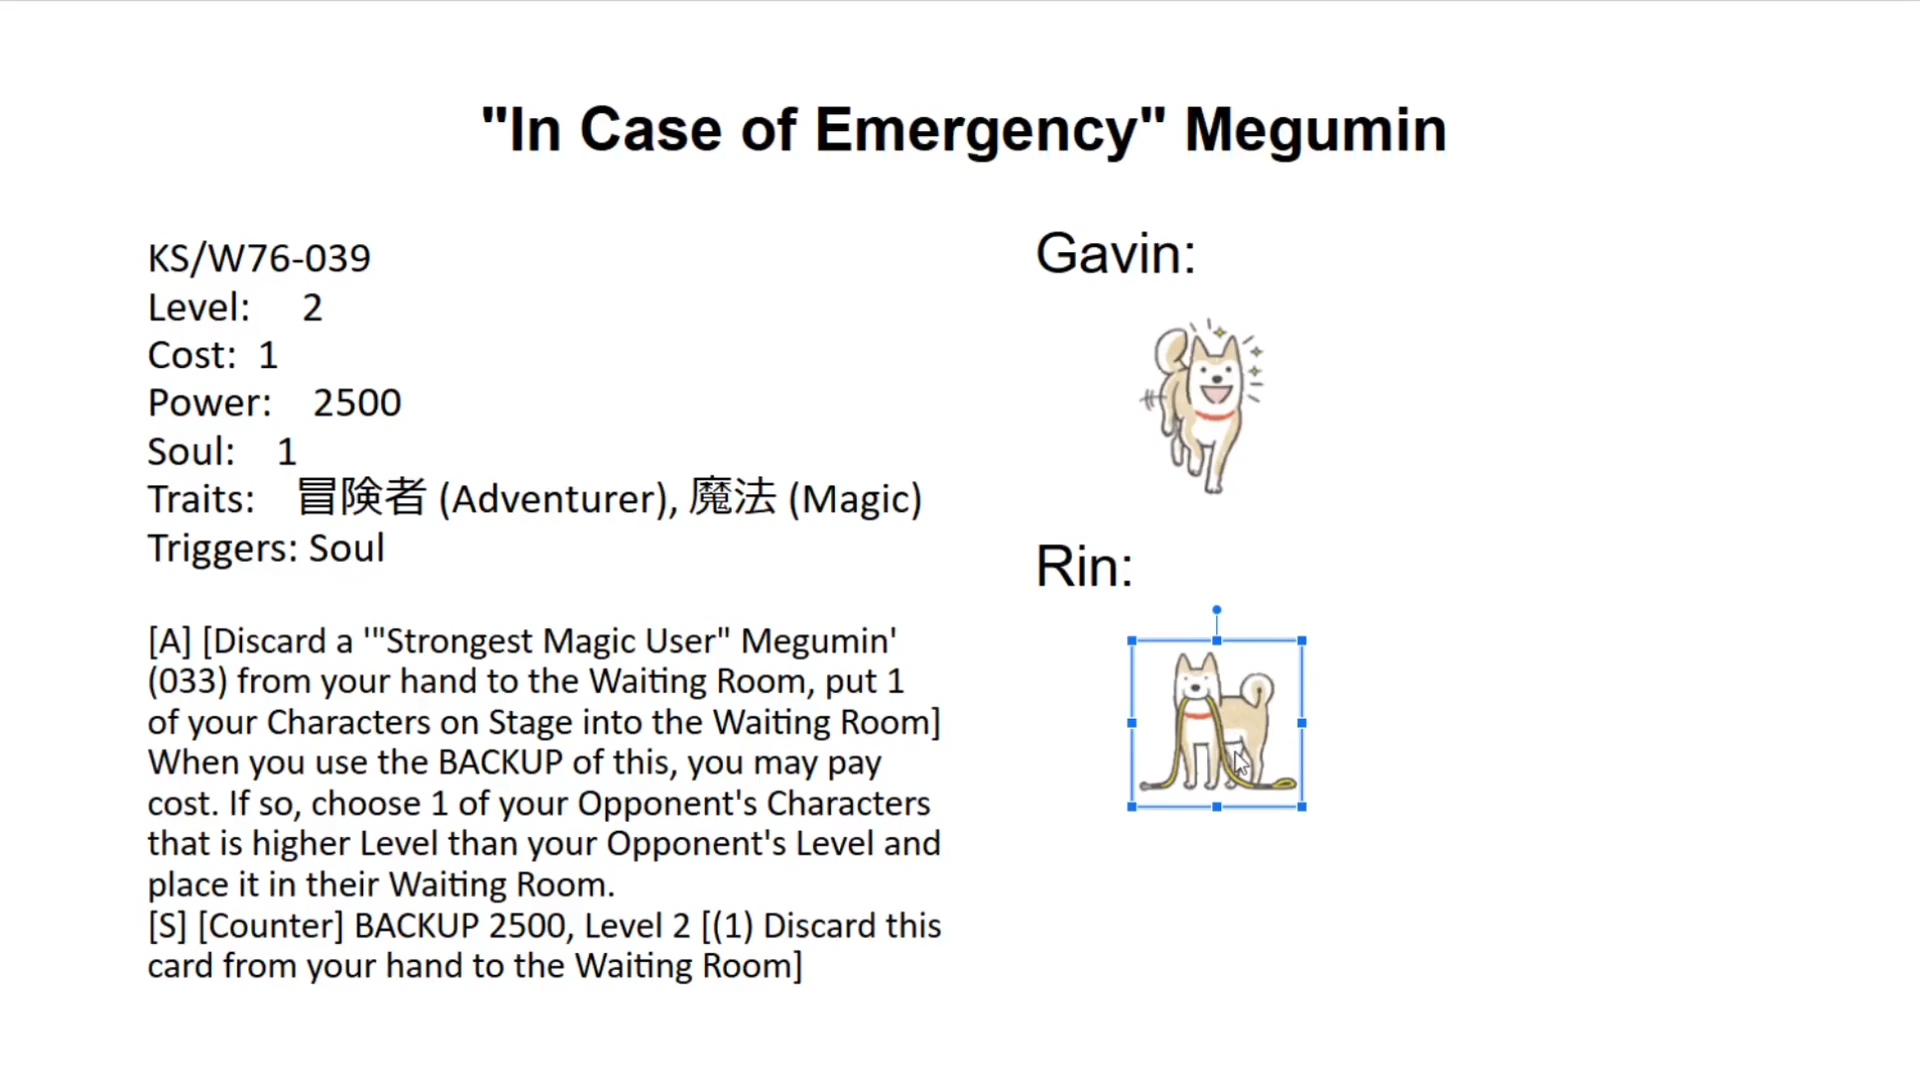 "In Case of Emergency" Megumin
KS/W76-039
Level: 2
Cost: 1
Power: 2500
Soul: 1
Traits: 冒険者 (Adventurer), 魔法 (Magic)
Triggers: Soul
[A] [Discard a '"Strongest Magic User" Megumin'
(033) from your hand to the Waiting Room, put 1
of your Characters on Stage into the Waiting Room]
When you use the BACKUP of this, you may pay
cost. If so, choose 1 of your Opponent's Characters
that is higher Level than your Opponent's Level and
place it in their Waiting Room.
[S] [Counter] BACKUP 2500, Level 2 [(1) Discard this
card from your hand to the Waiting Room]
Gavin:
Rin: